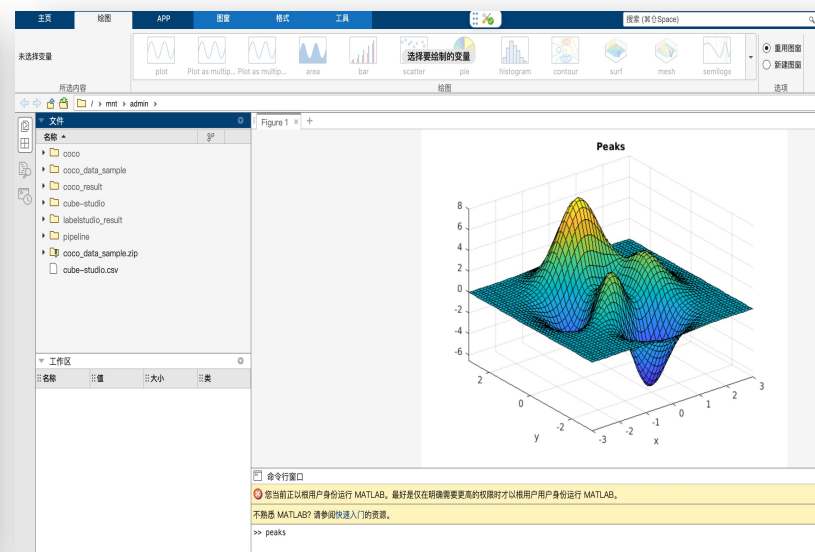 主页 绘图 APP 图窗 格式 工具 搜索 (⌘⇧Space)
未选择变量
plot Plot as multip... Plot as multip... area bar scatter pie histogram contour surf mesh semilogx
选择要绘制的变量
重用图窗
新建图窗
所选内容 绘图 选项
/ › mnt › admin ›
文件
名称
coco
coco_data_sample
coco_result
cube-studio
labelstudio_result
pipeline
coco_data_sample.zip
cube-studio.csv
工作区
名称 值 大小 类
Figure 1 × +
Peaks
8
6
4
2
0
-2
-4
-6
2
0
-2
y
-3
-2
-1
0
1
2
3
x
命令行窗口
您当前正以根用户身份运行 MATLAB。最好是仅在明确需要更高的权限时才以根用户用户身份运行 MATLAB。
不熟悉 MATLAB? 请参阅快速入门的资源。
>> peaks